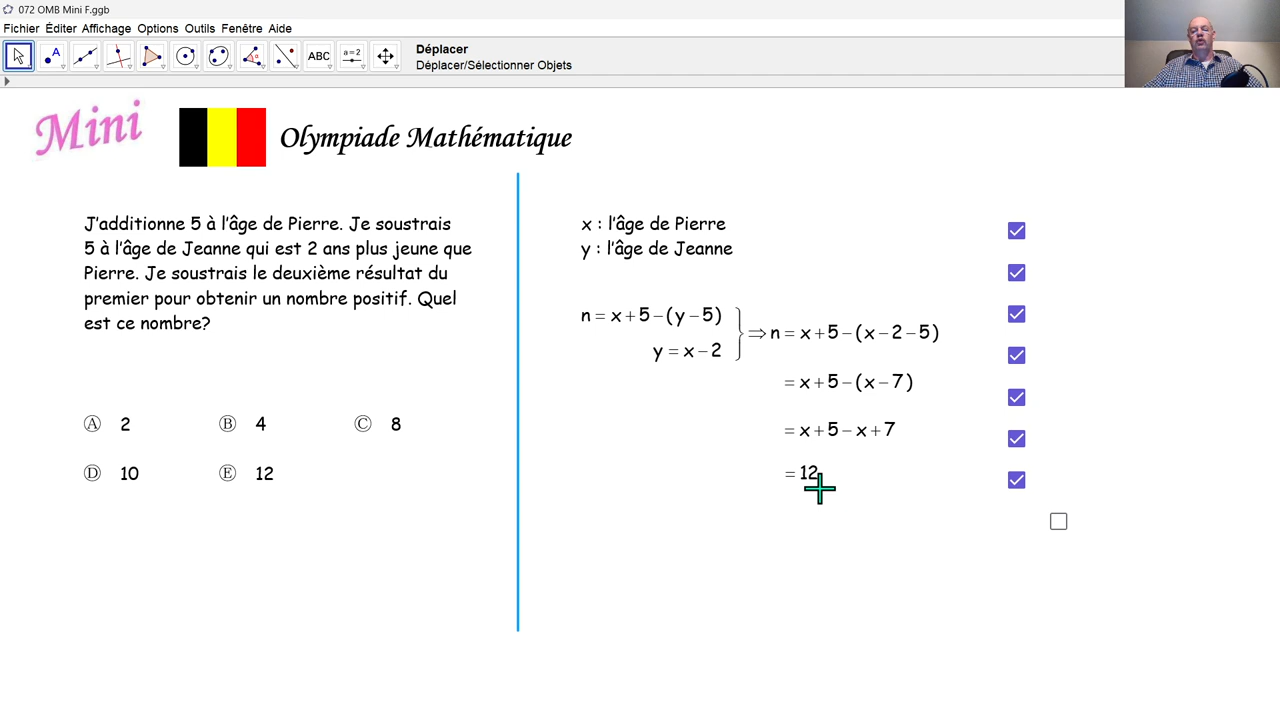 072 OMB Mini F.ggb
Fichier Éditer Affichage Options Outils Fenêtre Aide
A ABC a=2 Déplacer
Déplacer/Sélectionner Objets
Mini Olympiade Mathématique
J'additionne 5 à l'âge de Pierre. Je soustrais
5 à l'âge de Jeanne qui est 2 ans plus jeune que
Pierre. Je soustrais le deuxième résultat du
premier pour obtenir un nombre positif. Quel
est ce nombre?
Ⓐ 2 Ⓑ 4 Ⓒ 8
Ⓓ 10 Ⓔ 12
x : l'âge de Pierre
y : l'âge de Jeanne
n = x + 5 – (y – 5)
y = x – 2
⇒ n = x + 5 – (x – 2 – 5)
= x + 5 – (x – 7)
= x + 5 – x + 7
= 12